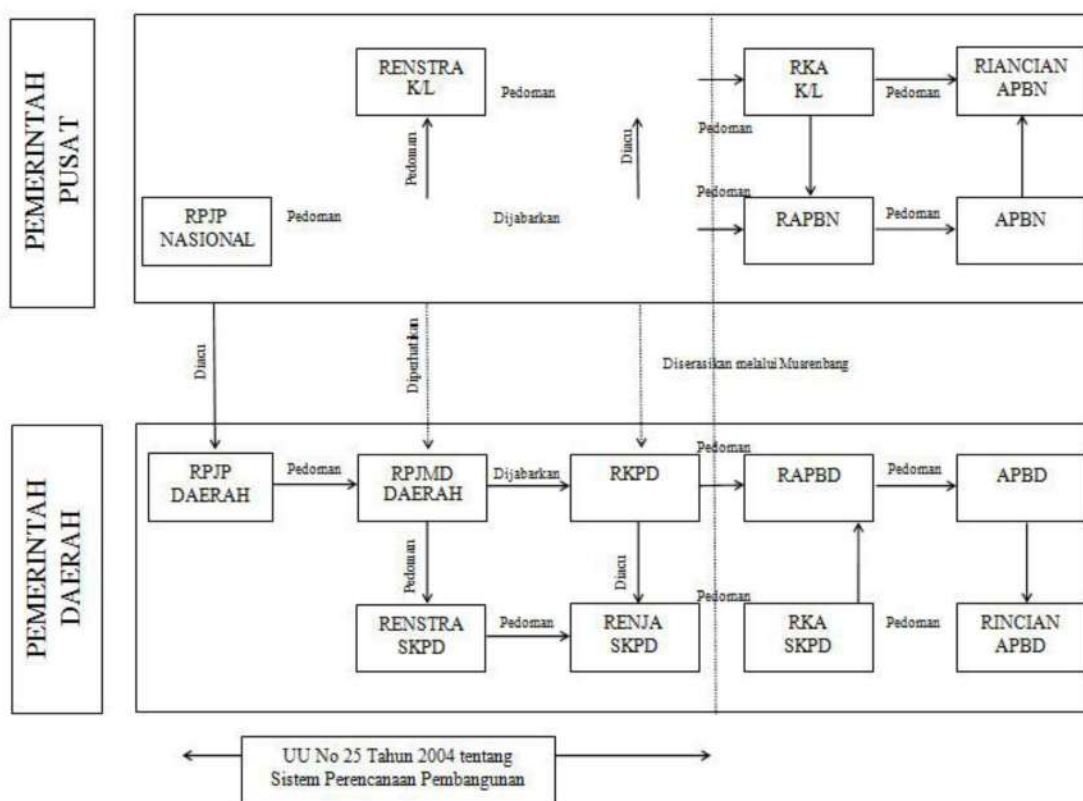 PEMERINTAH
PUSAT
RENSTRA
K/L
Pedoman
RKA
K/L
Pedoman
RIANCIAN
APBN
Pedoman
Diacu
Pedoman
Pedoman
RPJP
NASIONAL
Pedoman
Dijabarkan
RAPBN
Pedoman
APBN
Diacu
Diperhatikan
Diserasikan melalui Musrenbang
PEMERINTAH
DAERAH
RPJP
DAERAH
Pedoman
RPJMD
DAERAH
Dijabarkan
RKPD
Pedoman
RAPBD
Pedoman
APBD
Pedoman
Diacu
RENSTRA
SKPD
Pedoman
RENJA
SKPD
Pedoman
RKA
SKPD
Pedoman
RINCIAN
APBD
UU No 25 Tahun 2004 tentang
Sistem Perencanaan Pembangunan